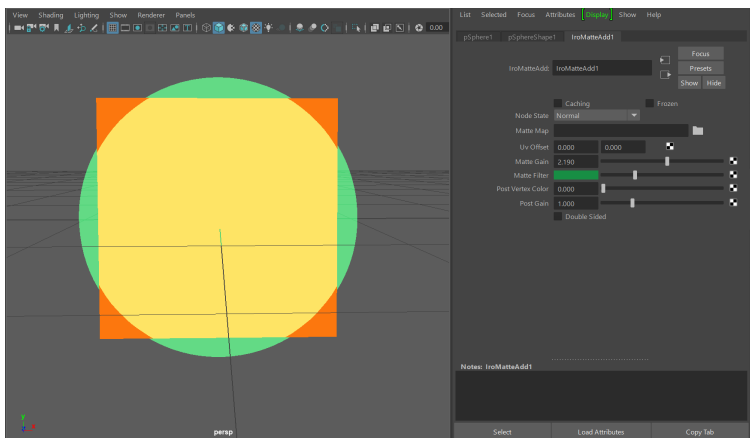 View Shading Lighting Show Renderer Panels
0.00
persp
y
List Selected Focus Attributes Display Show Help
pSphere1 pSphereShape1 IroMatteAdd1
IroMatteAdd: IroMatteAdd1
Focus
Presets
Show Hide
Caching Frozen
Node State Normal
Matte Map
Uv Offset 0.000 0.000
Matte Gain 2.190
Matte Filter
Post Vertex Color 0.000
Post Gain 1.000
Double Sided
Notes: IroMatteAdd1
Select Load Attributes Copy Tab